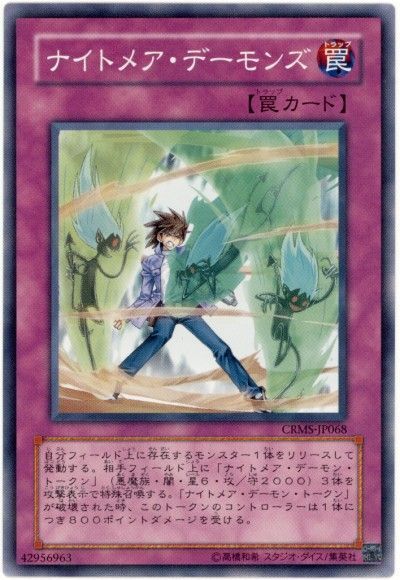 ナイトメア・デーモンズ 罠
【罠カード】
CRMS-JP068
自分フィールド上に存在するモンスター1体をリリースして
発動する。相手フィールド上に「ナイトメア・デーモン・
トークン」（悪魔族・闇・星6・攻／守2000）3体を
攻撃表示で特殊召喚する。「ナイトメア・デーモン・トークン」
が破壊された時、このトークンのコントローラーは1体に
つき800ポイントダメージを受ける。
42956963 ©高橋和希 スタジオ・ダイス/集英社